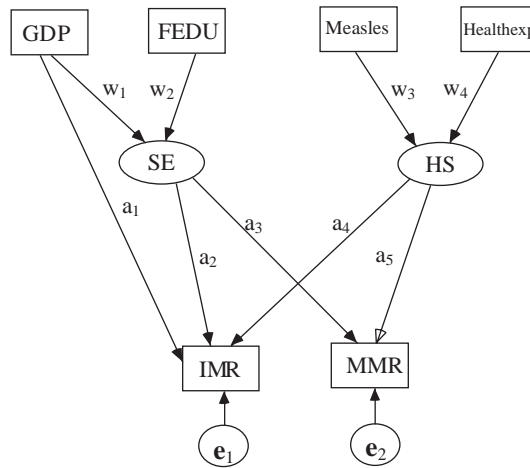 GDP
FEDU
Measles
Healthexp
w1
w2
w3
w4
SE
HS
a1
a2
a3
a4
a5
IMR
MMR
e1
e2